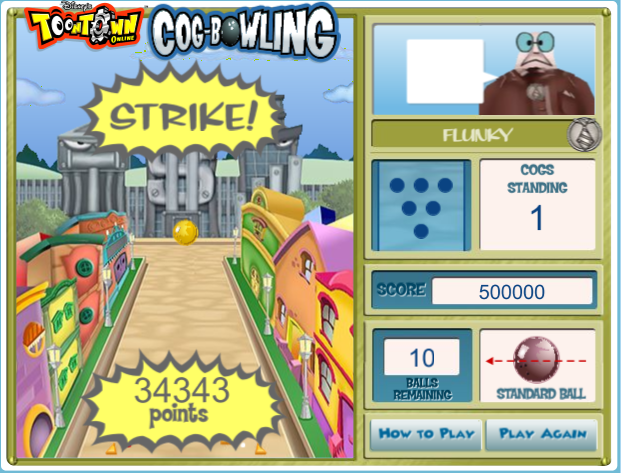 Disney's
TOONTOWN
ONLINE
COG-BOWLING
STRIKE!
34343
points
FLUNKY
COGS
STANDING
1
SCORE 500000
10
BALLS
REMAINING
STANDARD BALL
HOW TO PLAY
PLAY AGAIN